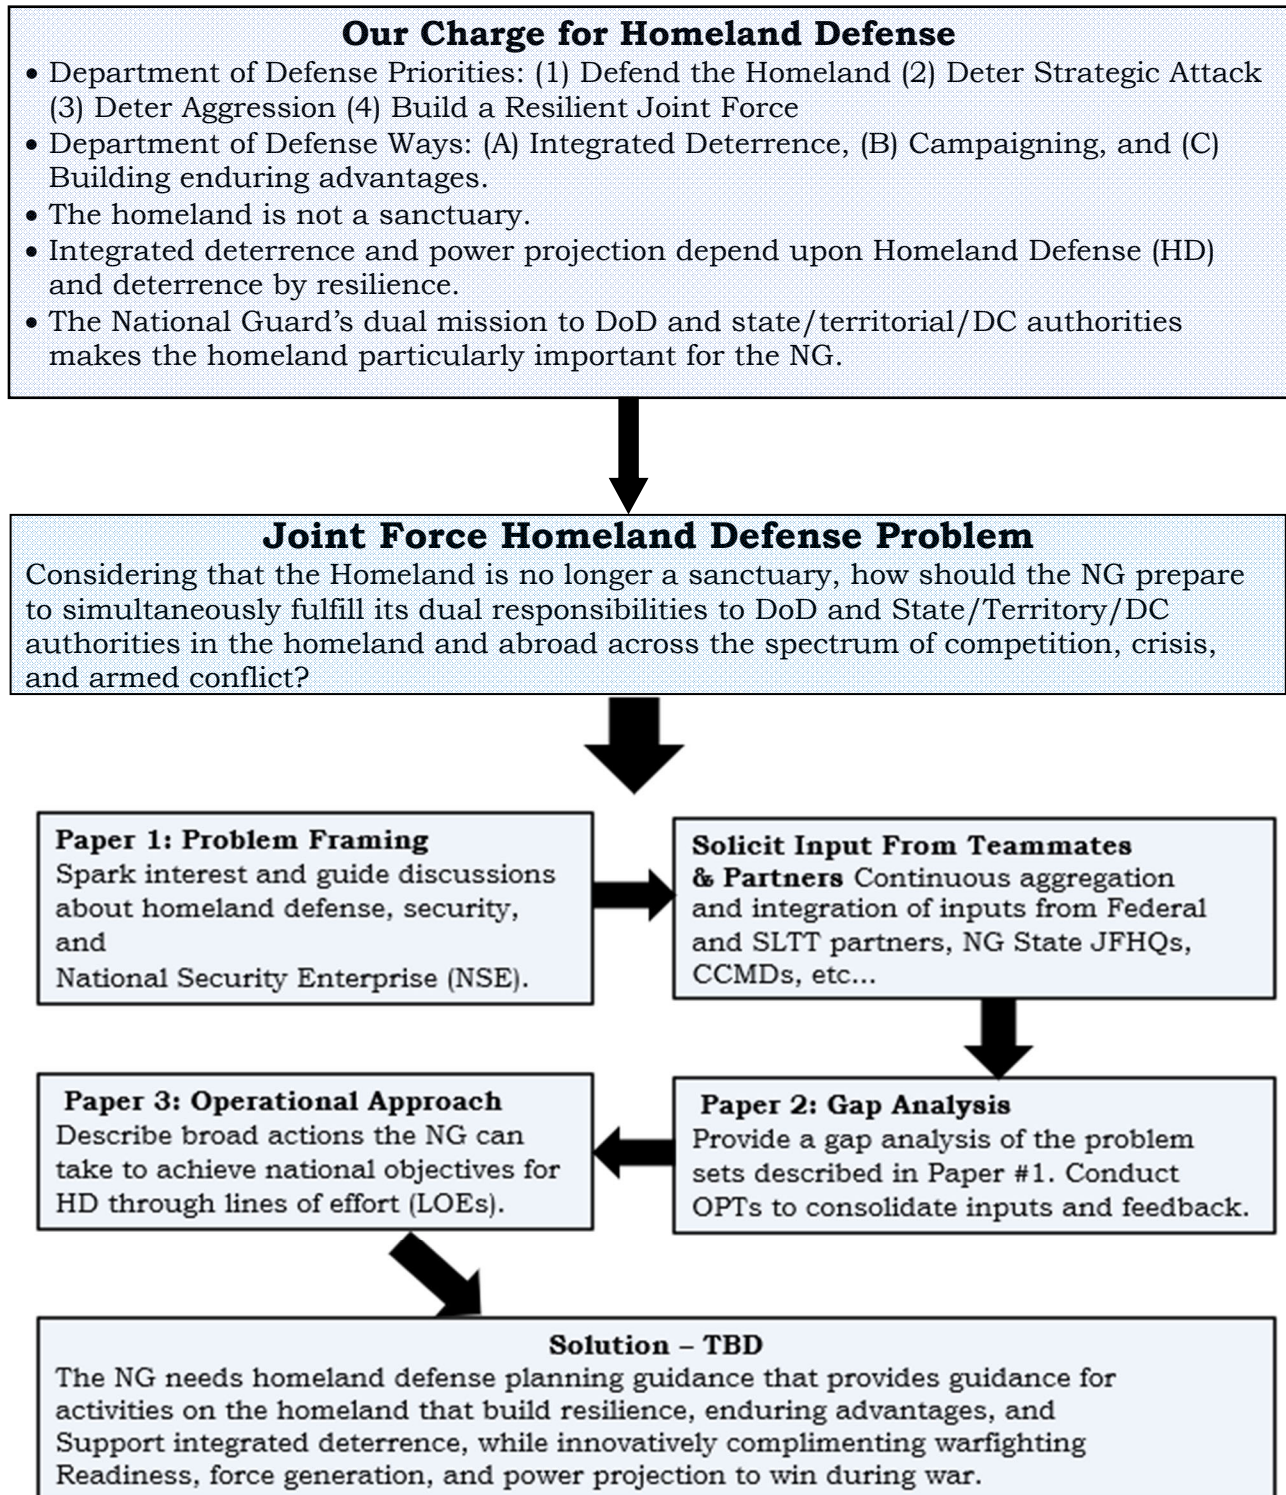 Our Charge for Homeland Defense
• Department of Defense Priorities: (1) Defend the Homeland (2) Deter Strategic Attack
(3) Deter Aggression (4) Build a Resilient Joint Force
• Department of Defense Ways: (A) Integrated Deterrence, (B) Campaigning, and (C)
Building enduring advantages.
• The homeland is not a sanctuary.
• Integrated deterrence and power projection depend upon Homeland Defense (HD)
and deterrence by resilience.
• The National Guard’s dual mission to DoD and state/territorial/DC authorities
makes the homeland particularly important for the NG.
Joint Force Homeland Defense Problem
Considering that the Homeland is no longer a sanctuary, how should the NG prepare
to simultaneously fulfill its dual responsibilities to DoD and State/Territory/DC
authorities in the homeland and abroad across the spectrum of competition, crisis,
and armed conflict?
Paper 1: Problem Framing
Spark interest and guide discussions
about homeland defense, security,
and
National Security Enterprise (NSE).
Solicit Input From Teammates
& Partners Continuous aggregation
and integration of inputs from Federal
and SLTT partners, NG State JFHQs,
CCMDs, etc...
Paper 2: Gap Analysis
Provide a gap analysis of the problem
sets described in Paper #1. Conduct
OPTs to consolidate inputs and feedback.
Paper 3: Operational Approach
Describe broad actions the NG can
take to achieve national objectives for
HD through lines of effort (LOEs).
Solution – TBD
The NG needs homeland defense planning guidance that provides guidance for
activities on the homeland that build resilience, enduring advantages, and
Support integrated deterrence, while innovatively complimenting warfighting
Readiness, force generation, and power projection to win during war.